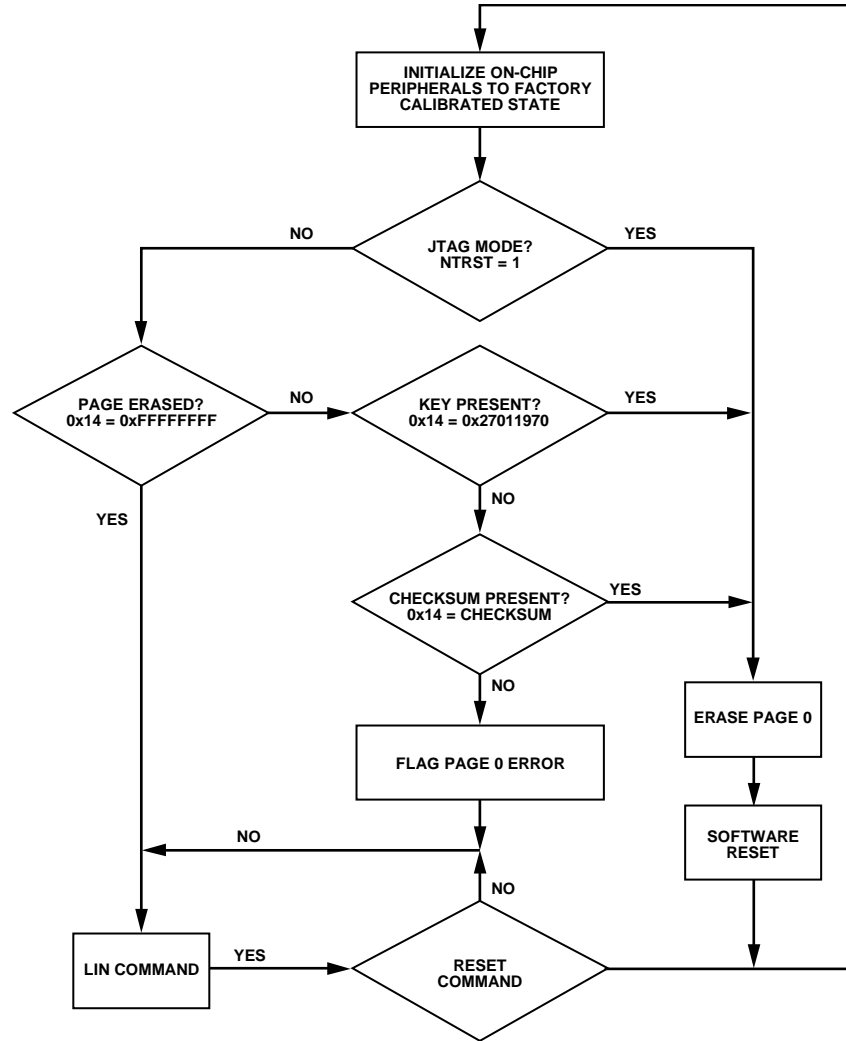 INITIALIZE ON-CHIP
PERIPHERALS TO FACTORY
CALIBRATED STATE
NO
JTAG MODE?
NTRST = 1
YES
PAGE ERASED?
0x14 = 0xFFFFFFFF
NO
KEY PRESENT?
0x14 = 0x27011970
YES
YES
NO
CHECKSUM PRESENT?
0x14 = CHECKSUM
YES
NO
ERASE PAGE 0
FLAG PAGE 0 ERROR
NO
SOFTWARE
RESET
NO
LIN COMMAND
YES
RESET
COMMAND